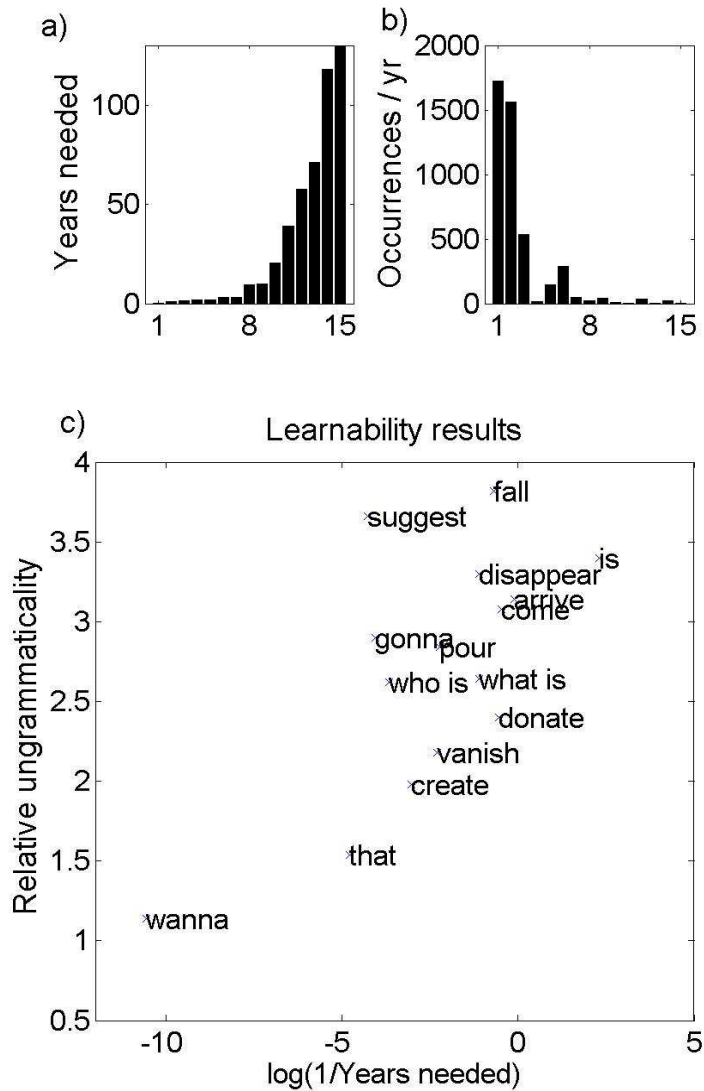 a)
Years needed
100
50
0
1 8 15
b)
Occurrences / yr
2000
1500
1000
500
0
1 8 15
c)
Learnability results
Relative ungrammaticality
4
3.5
3
2.5
2
1.5
1
0.5
fall
suggest
is
disappear
arrive
come
gonna
pour
who is
what is
donate
vanish
create
that
wanna
-10 -5 0 5
log(1/Years needed)